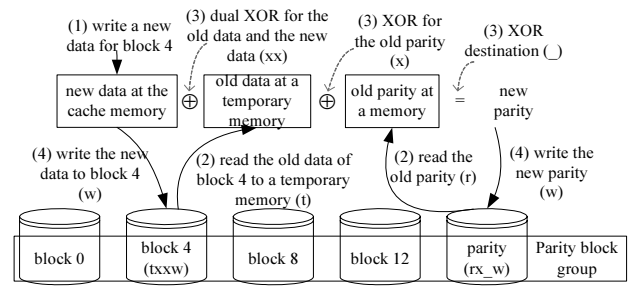 (1) write a new
data for block 4
(3) dual XOR for the
old data and the new
data (xx)
(3) XOR for
the old parity
(x)
(3) XOR
destination (_)
new data at the
cache memory
⊕
old data at a
temporary
memory
⊕
old parity at
a memory
=
new
parity
(4) write the new
data to block 4
(w)
(2) read the old data of
block 4 to a temporary
memory (t)
(2) read the
old parity (r)
(4) write the
new parity
(w)
block 0
block 4
(txxw)
block 8
block 12
parity
(rx_w)
Parity block
group